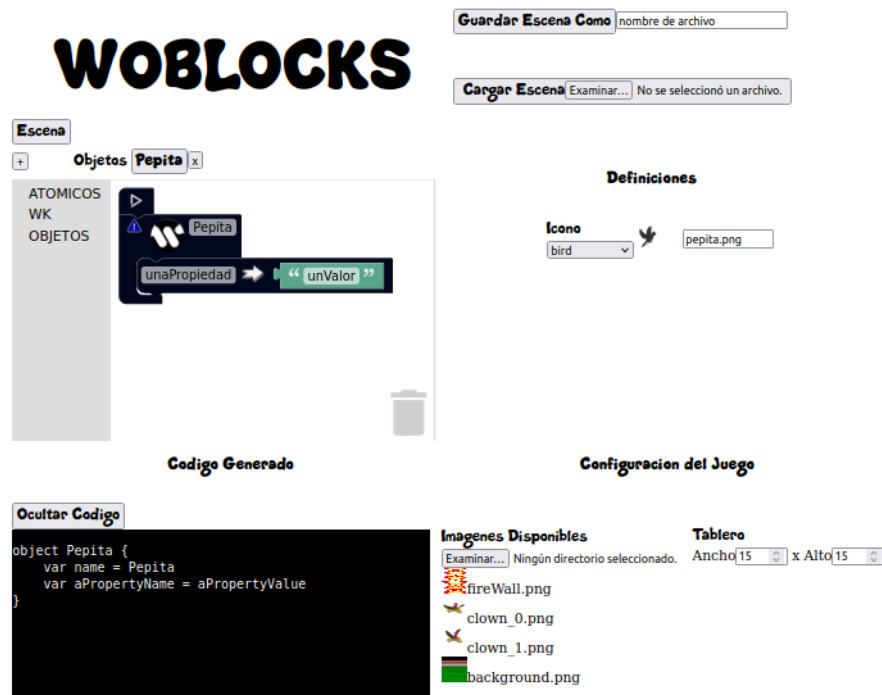 WOBLOCKS
Guardar Escena Como nombre de archivo
Cargar Escena Examinar... No se seleccionó un archivo.
Escena
+ Objetos Pepita x
ATOMICOS
WK
OBJETOS
Pepita
unaPropiedad “ unValor ”
Definiciones
Icono
bird
pepita.png
Codigo Generado
Ocultar Codigo
object Pepita {
var name = Pepita
var aPropertyName = aPropertyValue
}
Configuracion del Juego
Imagenes Disponibles
Examinar... Ningún directorio seleccionado.
fireWall.png
clown_0.png
clown_1.png
background.png
Tablero
Ancho 15 x Alto 15